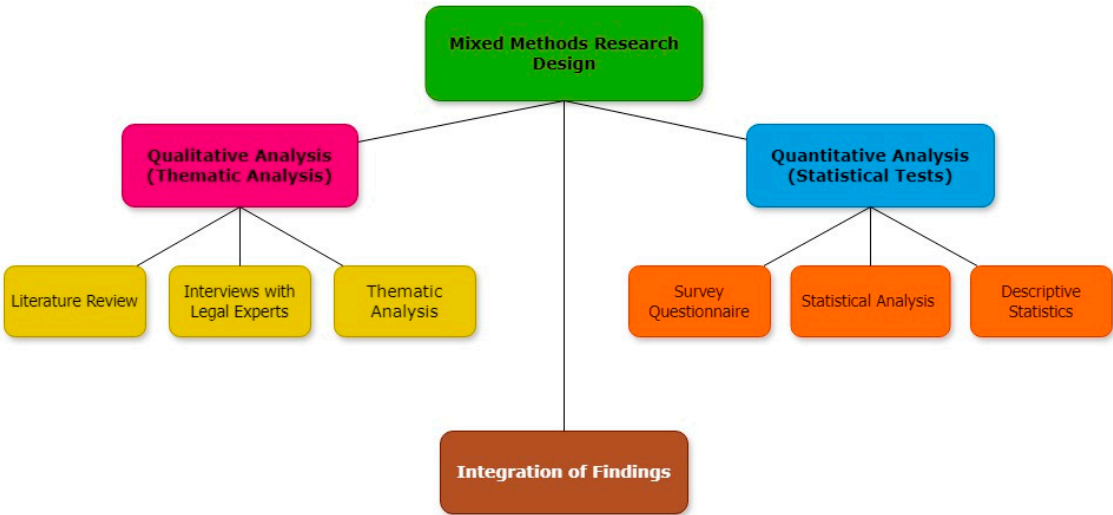 Mixed Methods Research
Design
Qualitative Analysis
(Thematic Analysis)
Quantitative Analysis
(Statistical Tests)
Literature Review
Interviews with
Legal Experts
Thematic
Analysis
Survey
Questionnaire
Statistical Analysis
Descriptive
Statistics
Integration of Findings